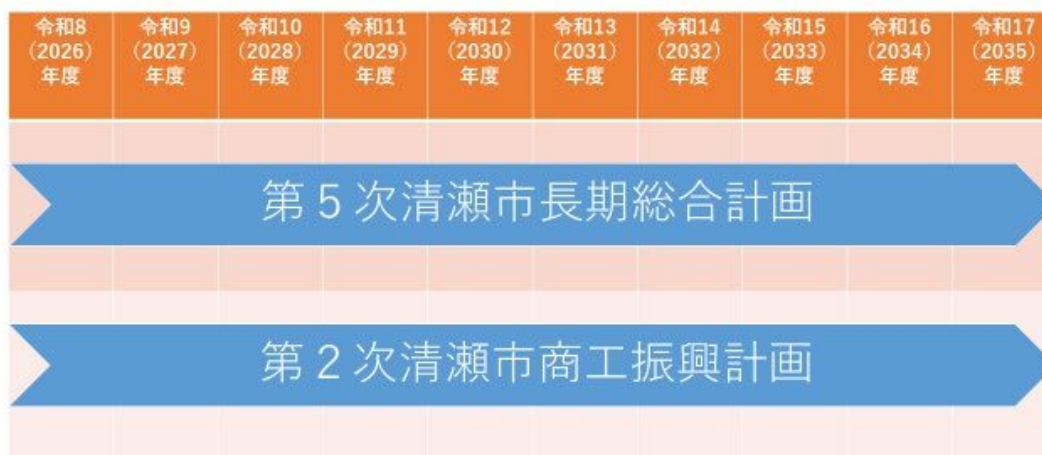 令和8
（2026）
年度
令和9
（2027）
年度
令和10
（2028）
年度
令和11
（2029）
年度
令和12
（2030）
年度
令和13
（2031）
年度
令和14
（2032）
年度
令和15
（2033）
年度
令和16
（2034）
年度
令和17
（2035）
年度
第５次清瀬市長期総合計画
第２次清瀬市商工振興計画